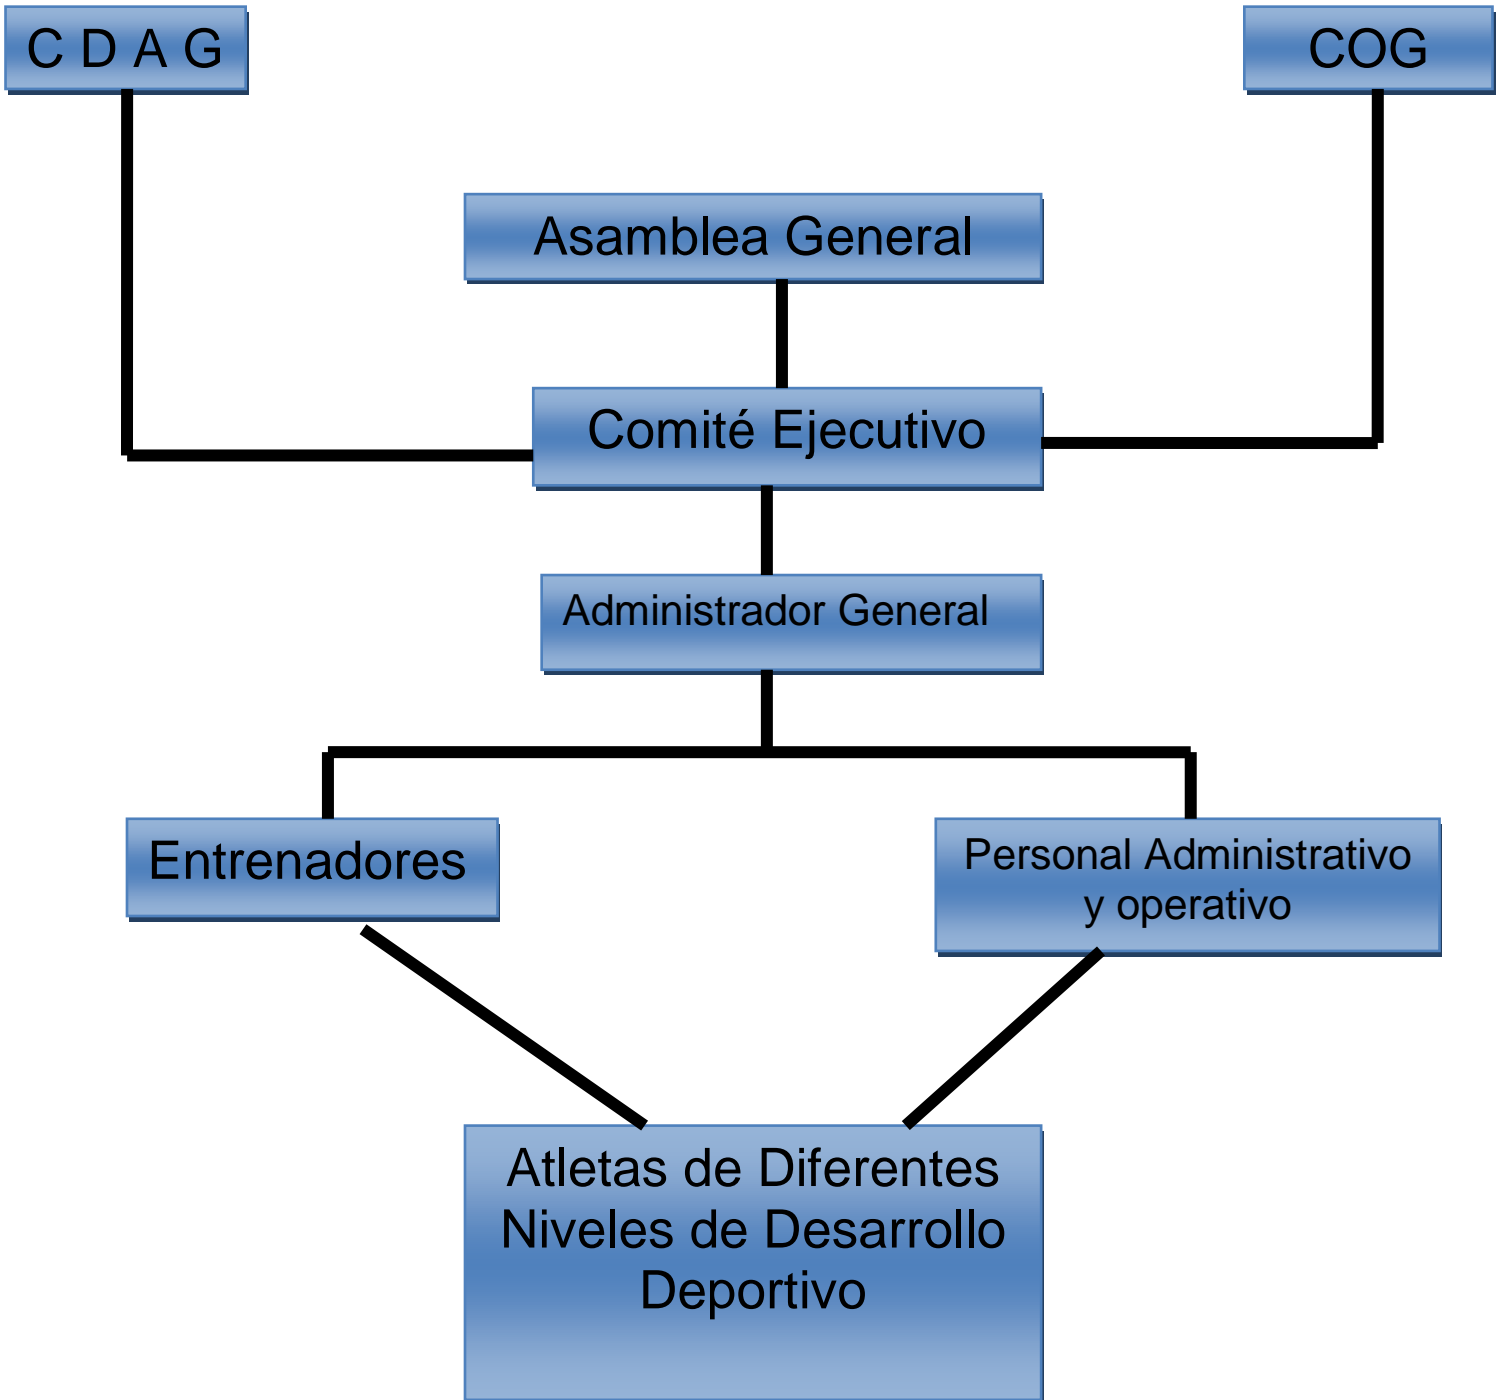 C D A G
COG
Asamblea General
Comité Ejecutivo
Administrador General
Entrenadores
Personal Administrativo
y operativo
Atletas de Diferentes
Niveles de Desarrollo
Deportivo